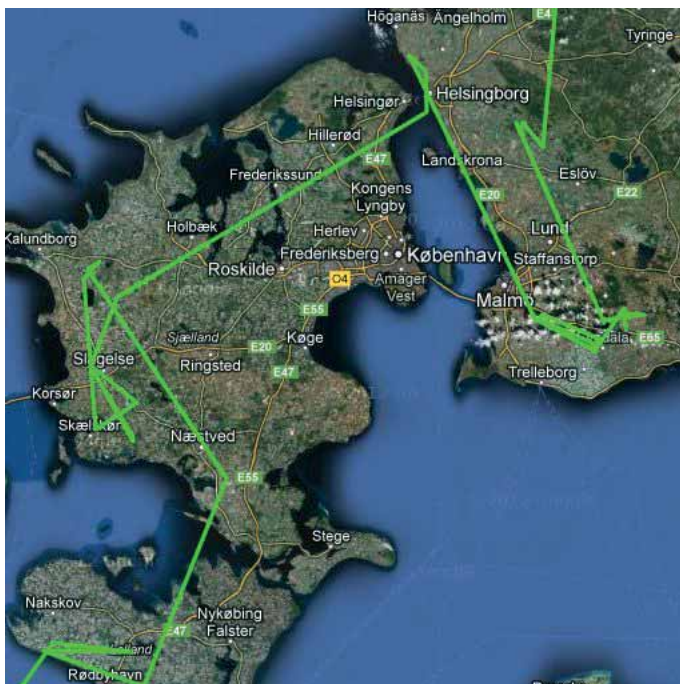 Höganäs
Ängelholm
E4
Tyringe
Helsingør
Helsingborg
Hillerød
E47
Landskrona
Frederikssund
Kongens
Lyngby
Eslöv
E20
E22
Holbæk
Herlev
Lund
Kalundborg
Roskilde
Frederiksberg
København
Staffanstorp
O4
Amager
Vest
Malmö
E55
Sjælland
Køge
E65
Slagelse
E20
Ringsted
E47
Trelleborg
Korsør
Skælskør
Næstved
E55
Stege
Nakskov
Nykøbing
Falster
E47
Rødbyhavn